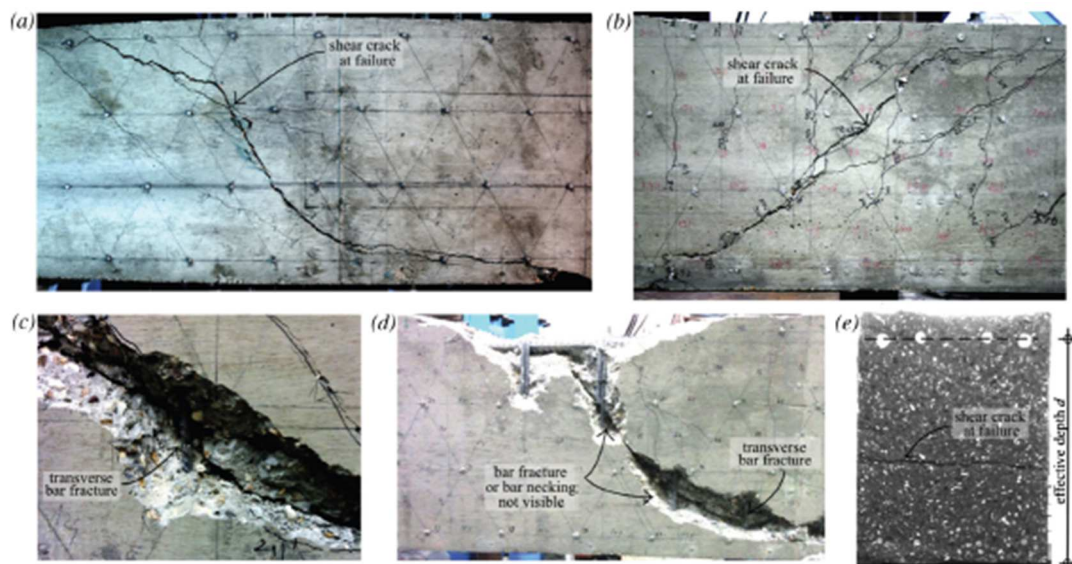 (a)
shear crack
at failure
(b)
shear crack
at failure
(c)
transverse
bar fracture
(d)
bar fracture
or bar necking
not visible
transverse
bar fracture
(e)
shear crack
at failure
effective depth d